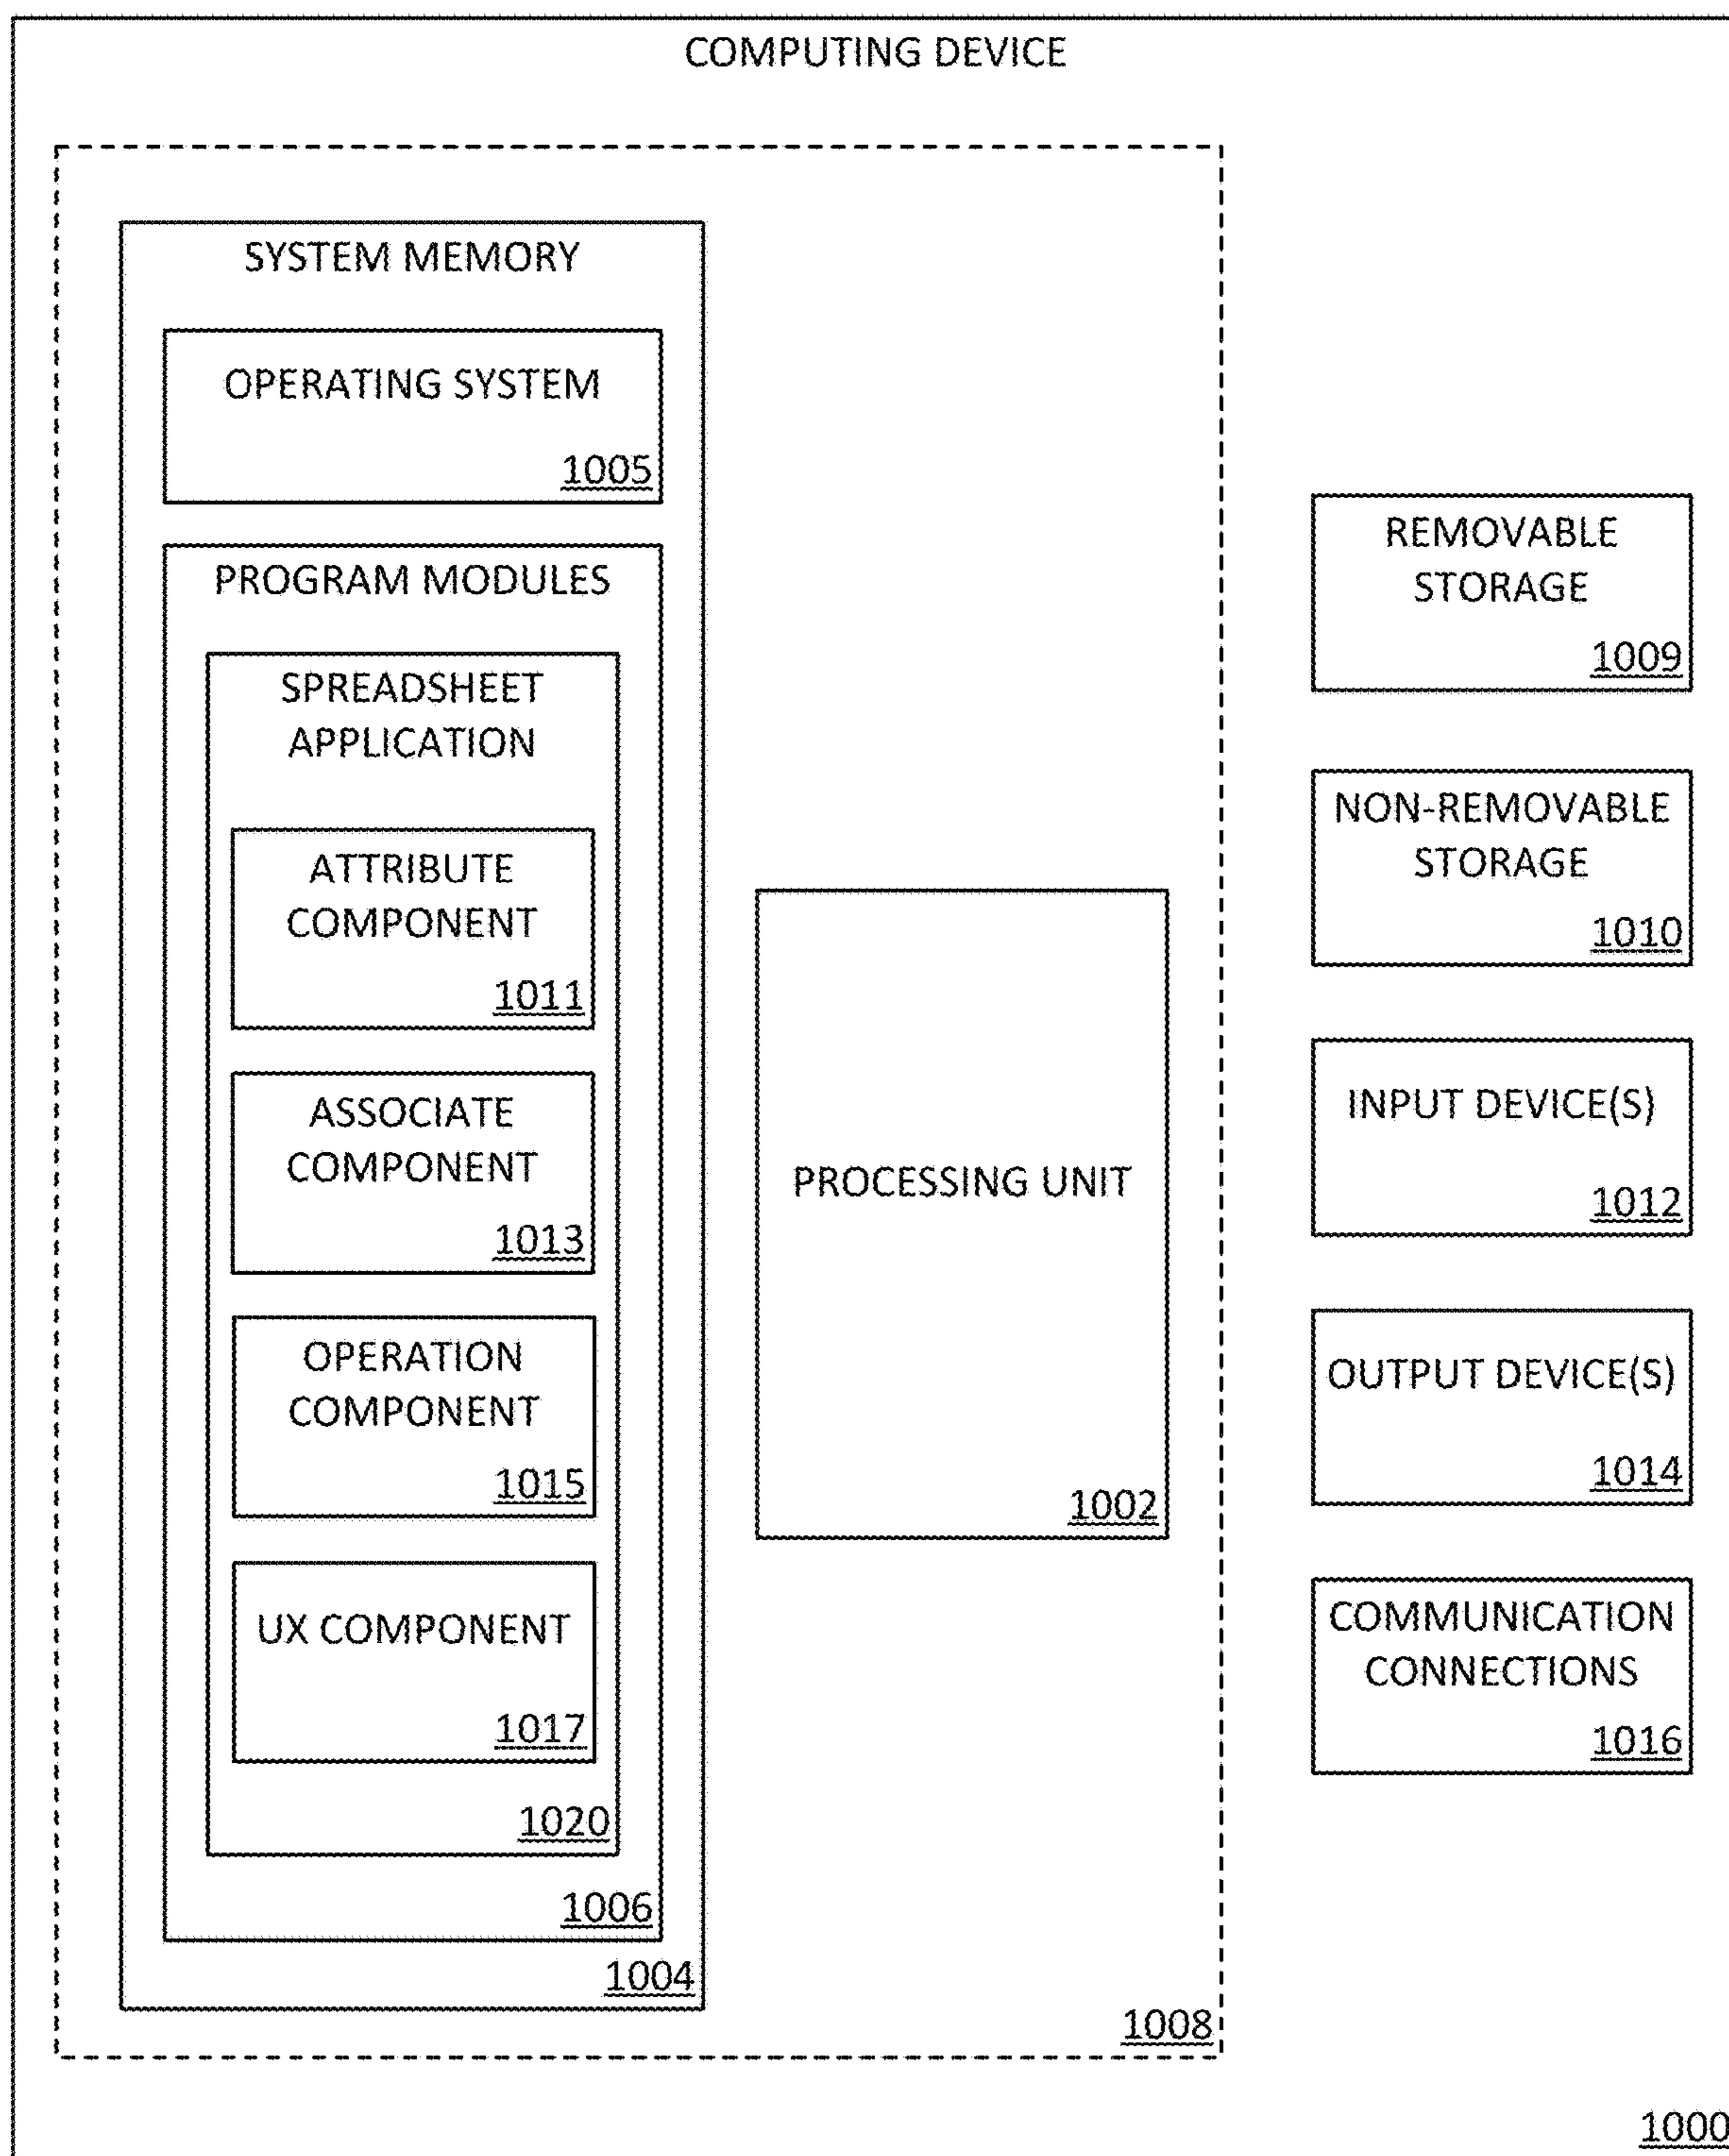 COMPUTING DEVICE
SYSTEM MEMORY
OPERATING SYSTEM
1005
PROGRAM MODULES
SPREADSHEET
APPLICATION
ATTRIBUTE
COMPONENT
1011
ASSOCIATE
COMPONENT
1013
OPERATION
COMPONENT
1015
UX COMPONENT
1017
1020
1006
1004
PROCESSING UNIT
1002
1008
REMOVABLE
STORAGE
1009
NON-REMOVABLE
STORAGE
1010
INPUT DEVICE(S)
1012
OUTPUT DEVICE(S)
1014
COMMUNICATION
CONNECTIONS
1016
1000